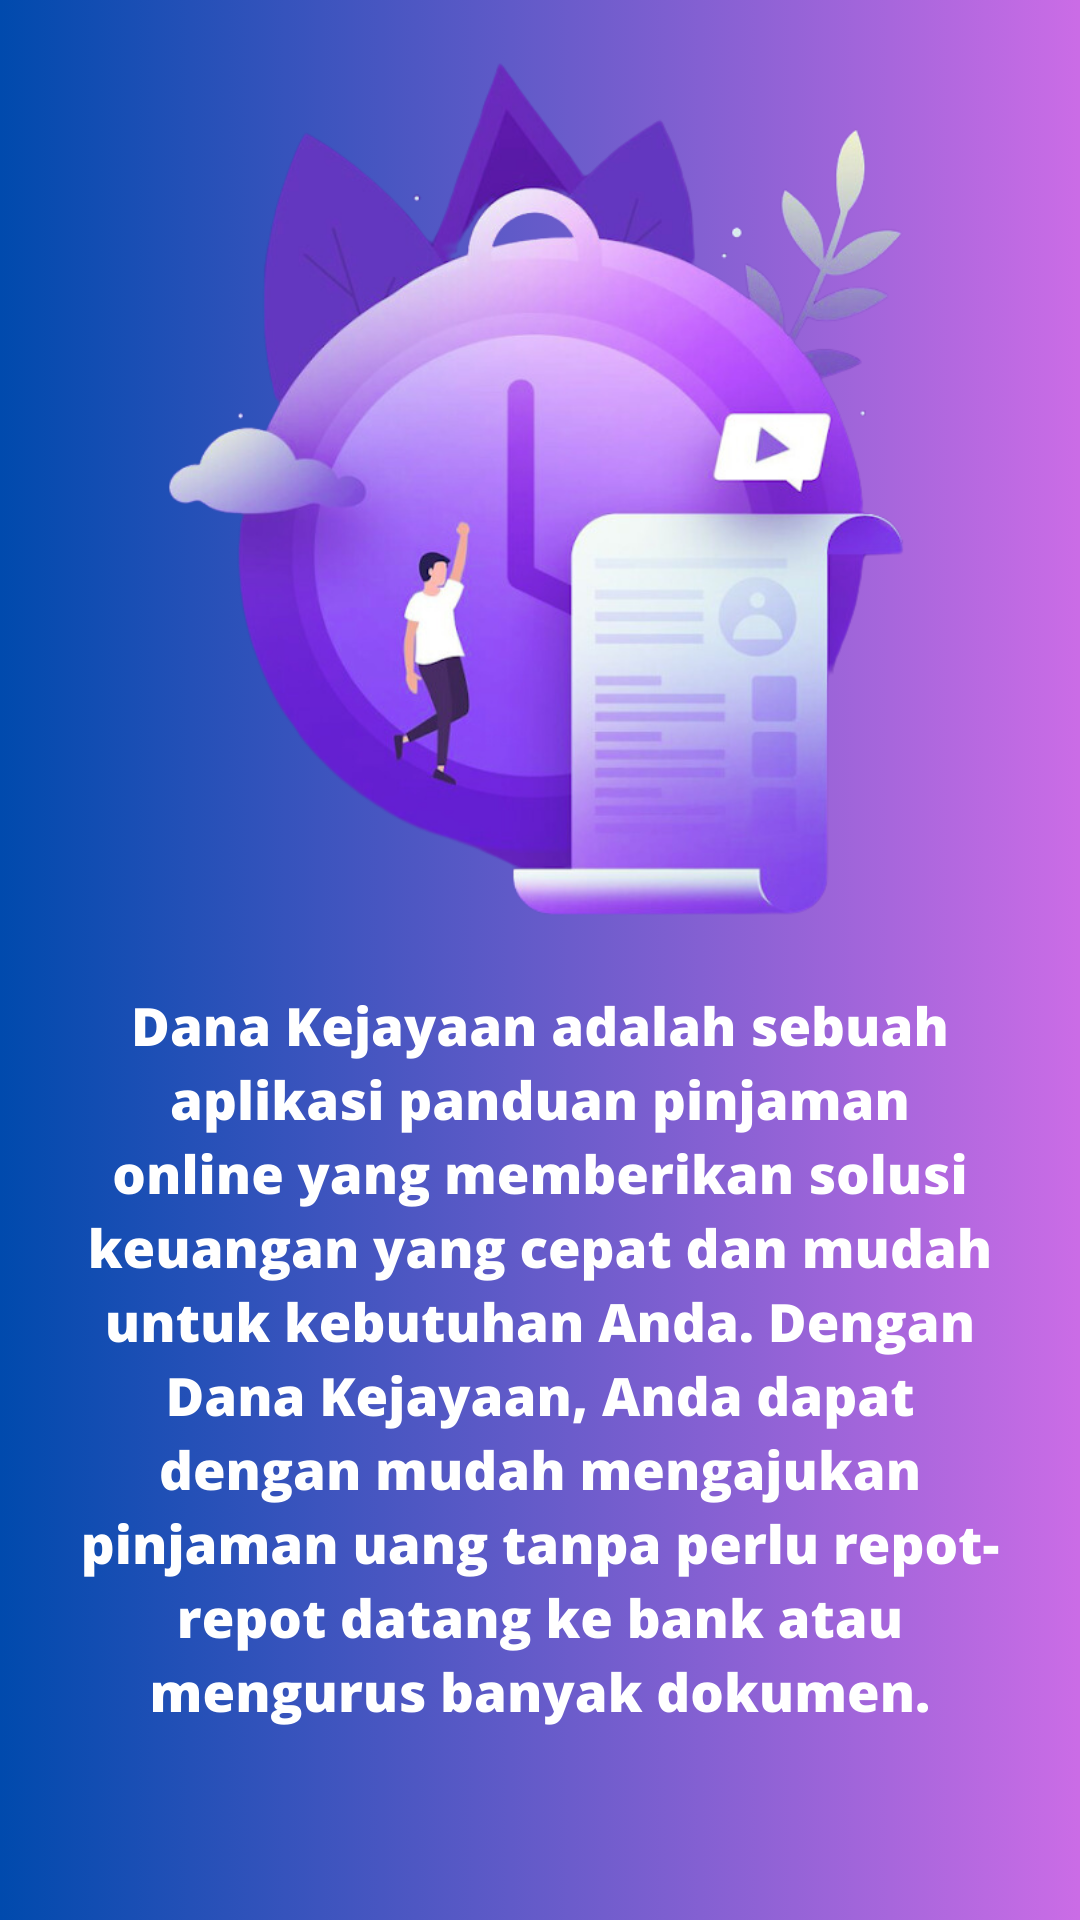 Dana Kejayaan adalah sebuah
aplikasi panduan pinjaman
online yang memberikan solusi
keuangan yang cepat dan mudah
untuk kebutuhan Anda. Dengan
Dana Kejayaan, Anda dapat
dengan mudah mengajukan
pinjaman uang tanpa perlu repot-
repot datang ke bank atau
mengurus banyak dokumen.